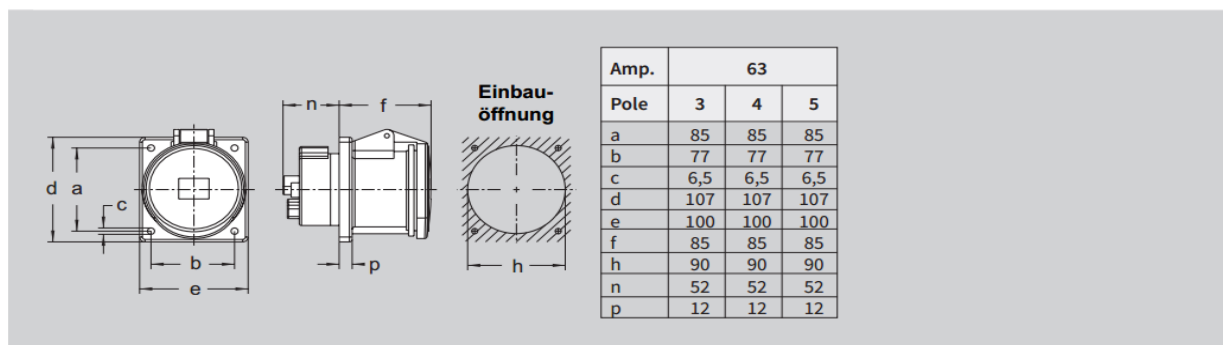 d
a
c
b
e
n
f
p
Einbau-
öffnung
h
Amp. 63
Pole 3 4 5
a 85 85 85
b 77 77 77
c 6,5 6,5 6,5
d 107 107 107
e 100 100 100
f 85 85 85
h 90 90 90
n 52 52 52
p 12 12 12